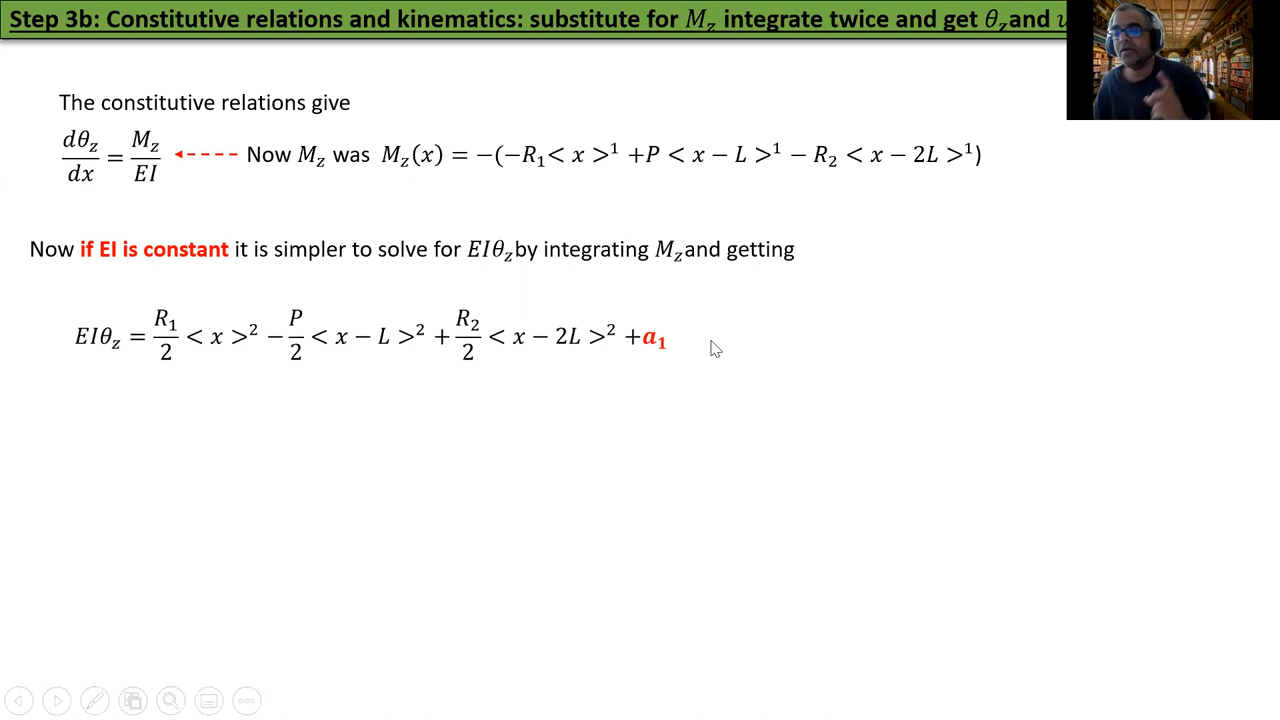 Step 3b: Constitutive relations and kinematics: substitute for M_z integrate twice and get θ_z and
The constitutive relations give
dθ_z/dx = M_z/EI Now M_z was M_z(x) = −(−R_1 < x >^1 +P < x − L >^1 − R_2 < x − 2L >^1)
Now if EI is constant it is simpler to solve for EIθ_z by integrating M_z and getting
EIθ_z = R_1/2 < x >^2 − P/2 < x − L >^2 + R_2/2 < x − 2L >^2 + a_1